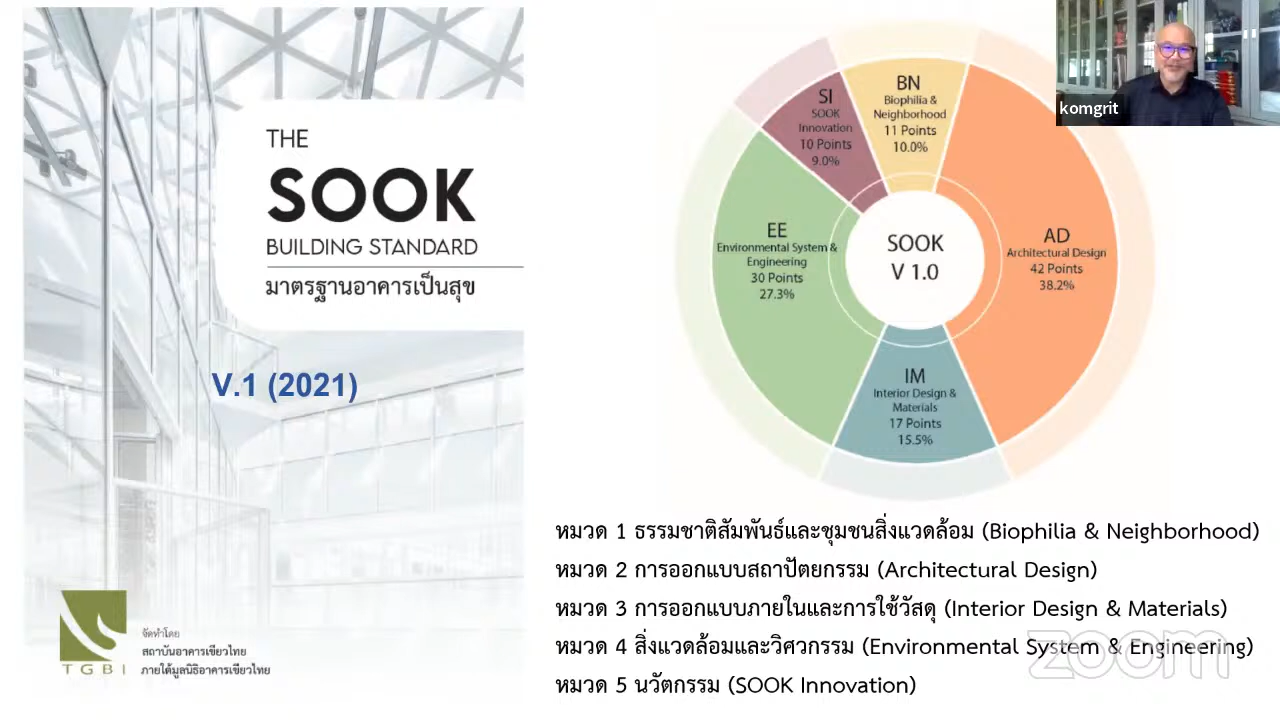 THE
SOOK
BUILDING STANDARD
มาตรฐานอาคารเป็นสุข
V.1 (2021)
TGBI
จัดทำโดย
สถาบันอาคารเขียวไทย
ภายใต้มูลนิธิอาคารเขียวไทย
SI
SOOK
Innovation
10 Points
9.0%
BN
Biophilia &
Neighborhood
11 Points
10.0%
EE
Environmental System &
Engineering
30 Points
27.3%
SOOK
V 1.0
AD
Architectural Design
42 Points
38.2%
IM
Interior Design &
Materials
17 Points
15.5%
komgrit
หมวด 1 ธรรมชาติสัมพันธ์และชุมชนสิ่งแวดล้อม (Biophilia & Neighborhood)
หมวด 2 การออกแบบสถาปัตยกรรม (Architectural Design)
หมวด 3 การออกแบบภายในและการใช้วัสดุ (Interior Design & Materials)
หมวด 4 สิ่งแวดล้อมและวิศวกรรม (Environmental System & Engineering)
หมวด 5 นวัตกรรม (SOOK Innovation)
zoom